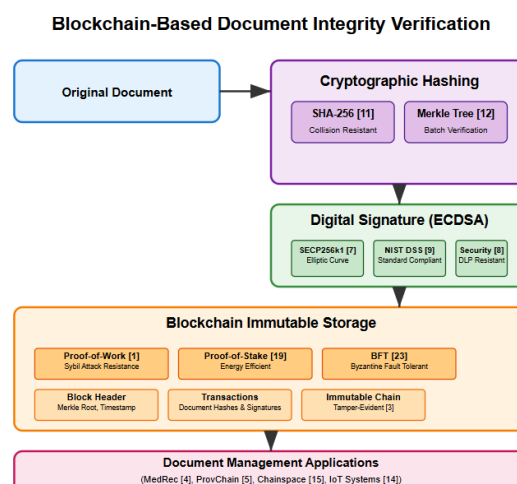 Blockchain-Based Document Integrity Verification
Original Document
Cryptographic Hashing
SHA-256 [11]
Collision Resistant
Merkle Tree [12]
Batch Verification
Digital Signature (ECDSA)
SECP256k1 [7]
Elliptic Curve
NIST DSS [9]
Standard Compliant
Security [8]
DLP Resistant
Blockchain Immutable Storage
Proof-of-Work [1]
Sybil Attack Resistance
Proof-of-Stake [19]
Energy Efficient
BFT [23]
Byzantine Fault Tolerant
Block Header
Merkle Root, Timestamp
Transactions
Document Hashes & Signatures
Immutable Chain
Tamper-Evident [3]
Document Management Applications
(MedRec [4], ProvChain [5], Chainspace [15], IoT Systems [14])